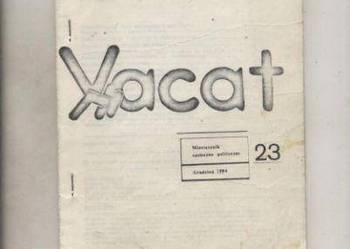 Vacat
Miesięcznik
społeczno polityczny
23
Grudzień 1984